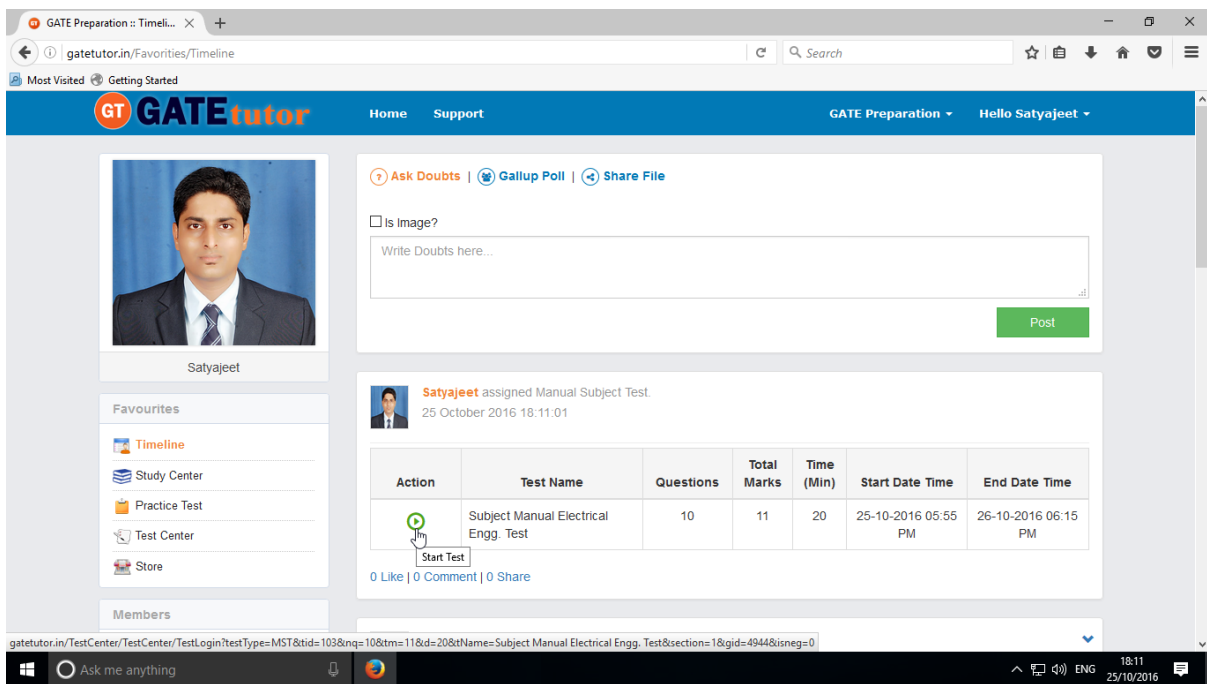 GATE Preparation :: Timeli...
gatetutor.in/Favorities/Timeline
Search
Most Visited Getting Started
GT GATEtutor Home Support GATE Preparation Hello Satyajeet
? Ask Doubts | Gallup Poll | Share File
Is Image?
Write Doubts here...
Post
Satyajeet
Favourites
Timeline
Study Center
Practice Test
Test Center
Store
Members
Satyajeet assigned Manual Subject Test.
25 October 2016 18:11:01
Action Test Name Questions Total Marks Time (Min) Start Date Time End Date Time
Subject Manual Electrical 10 11 20 25-10-2016 05:55 26-10-2016 06:15
Engg. Test PM PM
Start Test
0 Like | 0 Comment | 0 Share
gatetutor.in/TestCenter/TestCenter/TestLogin?testType=MST&tid=103&nq=10&tm=11&d=20&tName=Subject Manual Electrical Engg. Test&section=1&gid=4944&isneg=0
Ask me anything
ENG 18:11
25/10/2016